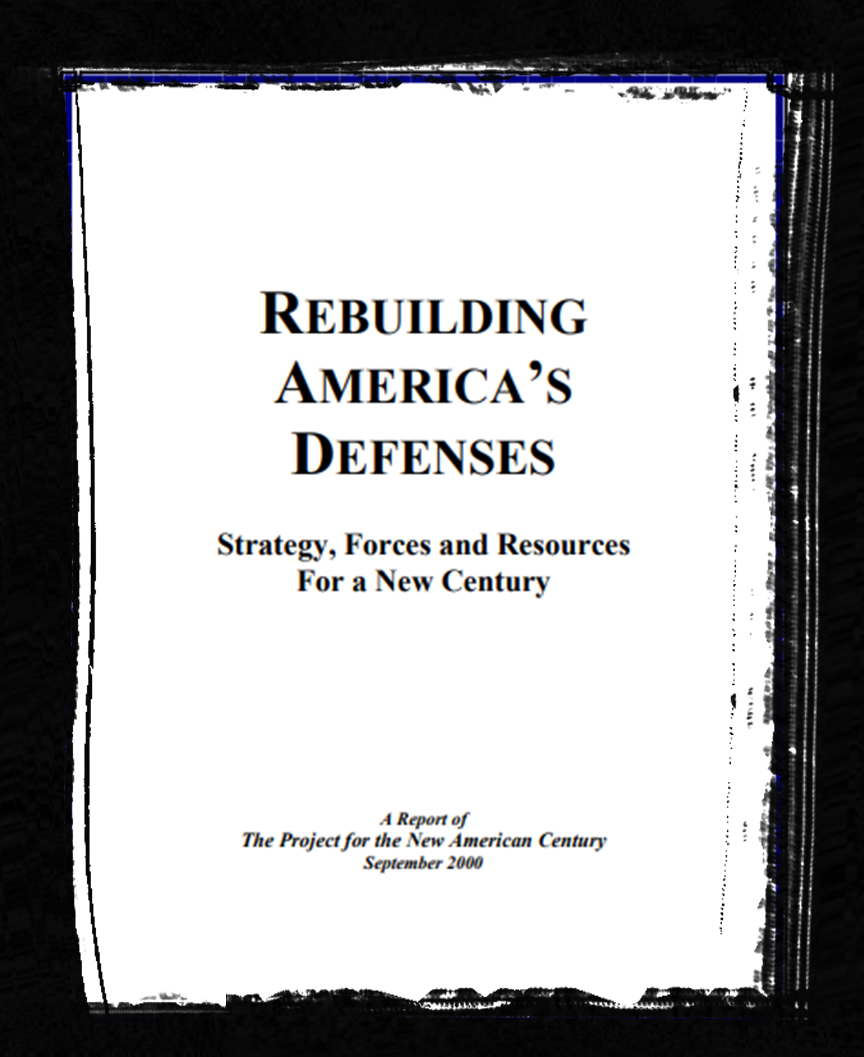 REBUILDING
AMERICA’S
DEFENSES
Strategy, Forces and Resources
For a New Century
A Report of
The Project for the New American Century
September 2000